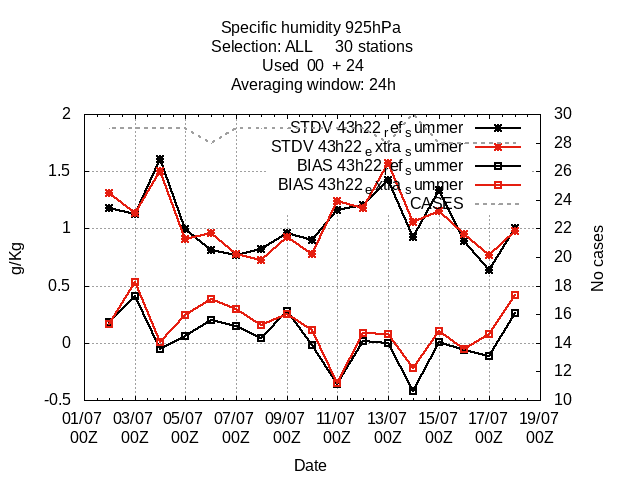 Specific humidity 925hPa
Selection: ALL 30 stations
Used 00 + 24
Averaging window: 24h
STDV 43h22_ref_summer
STDV 43h22_extra_summer
BIAS 43h22_ref_summer
BIAS 43h22_extra_summer
CASES
2
1.5
1
0.5
0
-0.5
g/Kg
30
28
26
24
22
20
18
16
14
12
10
No cases
01/07 03/07 05/07 07/07 09/07 11/07 13/07 15/07 17/07 19/07
00Z 00Z 00Z 00Z 00Z 00Z 00Z 00Z 00Z 00Z
Date